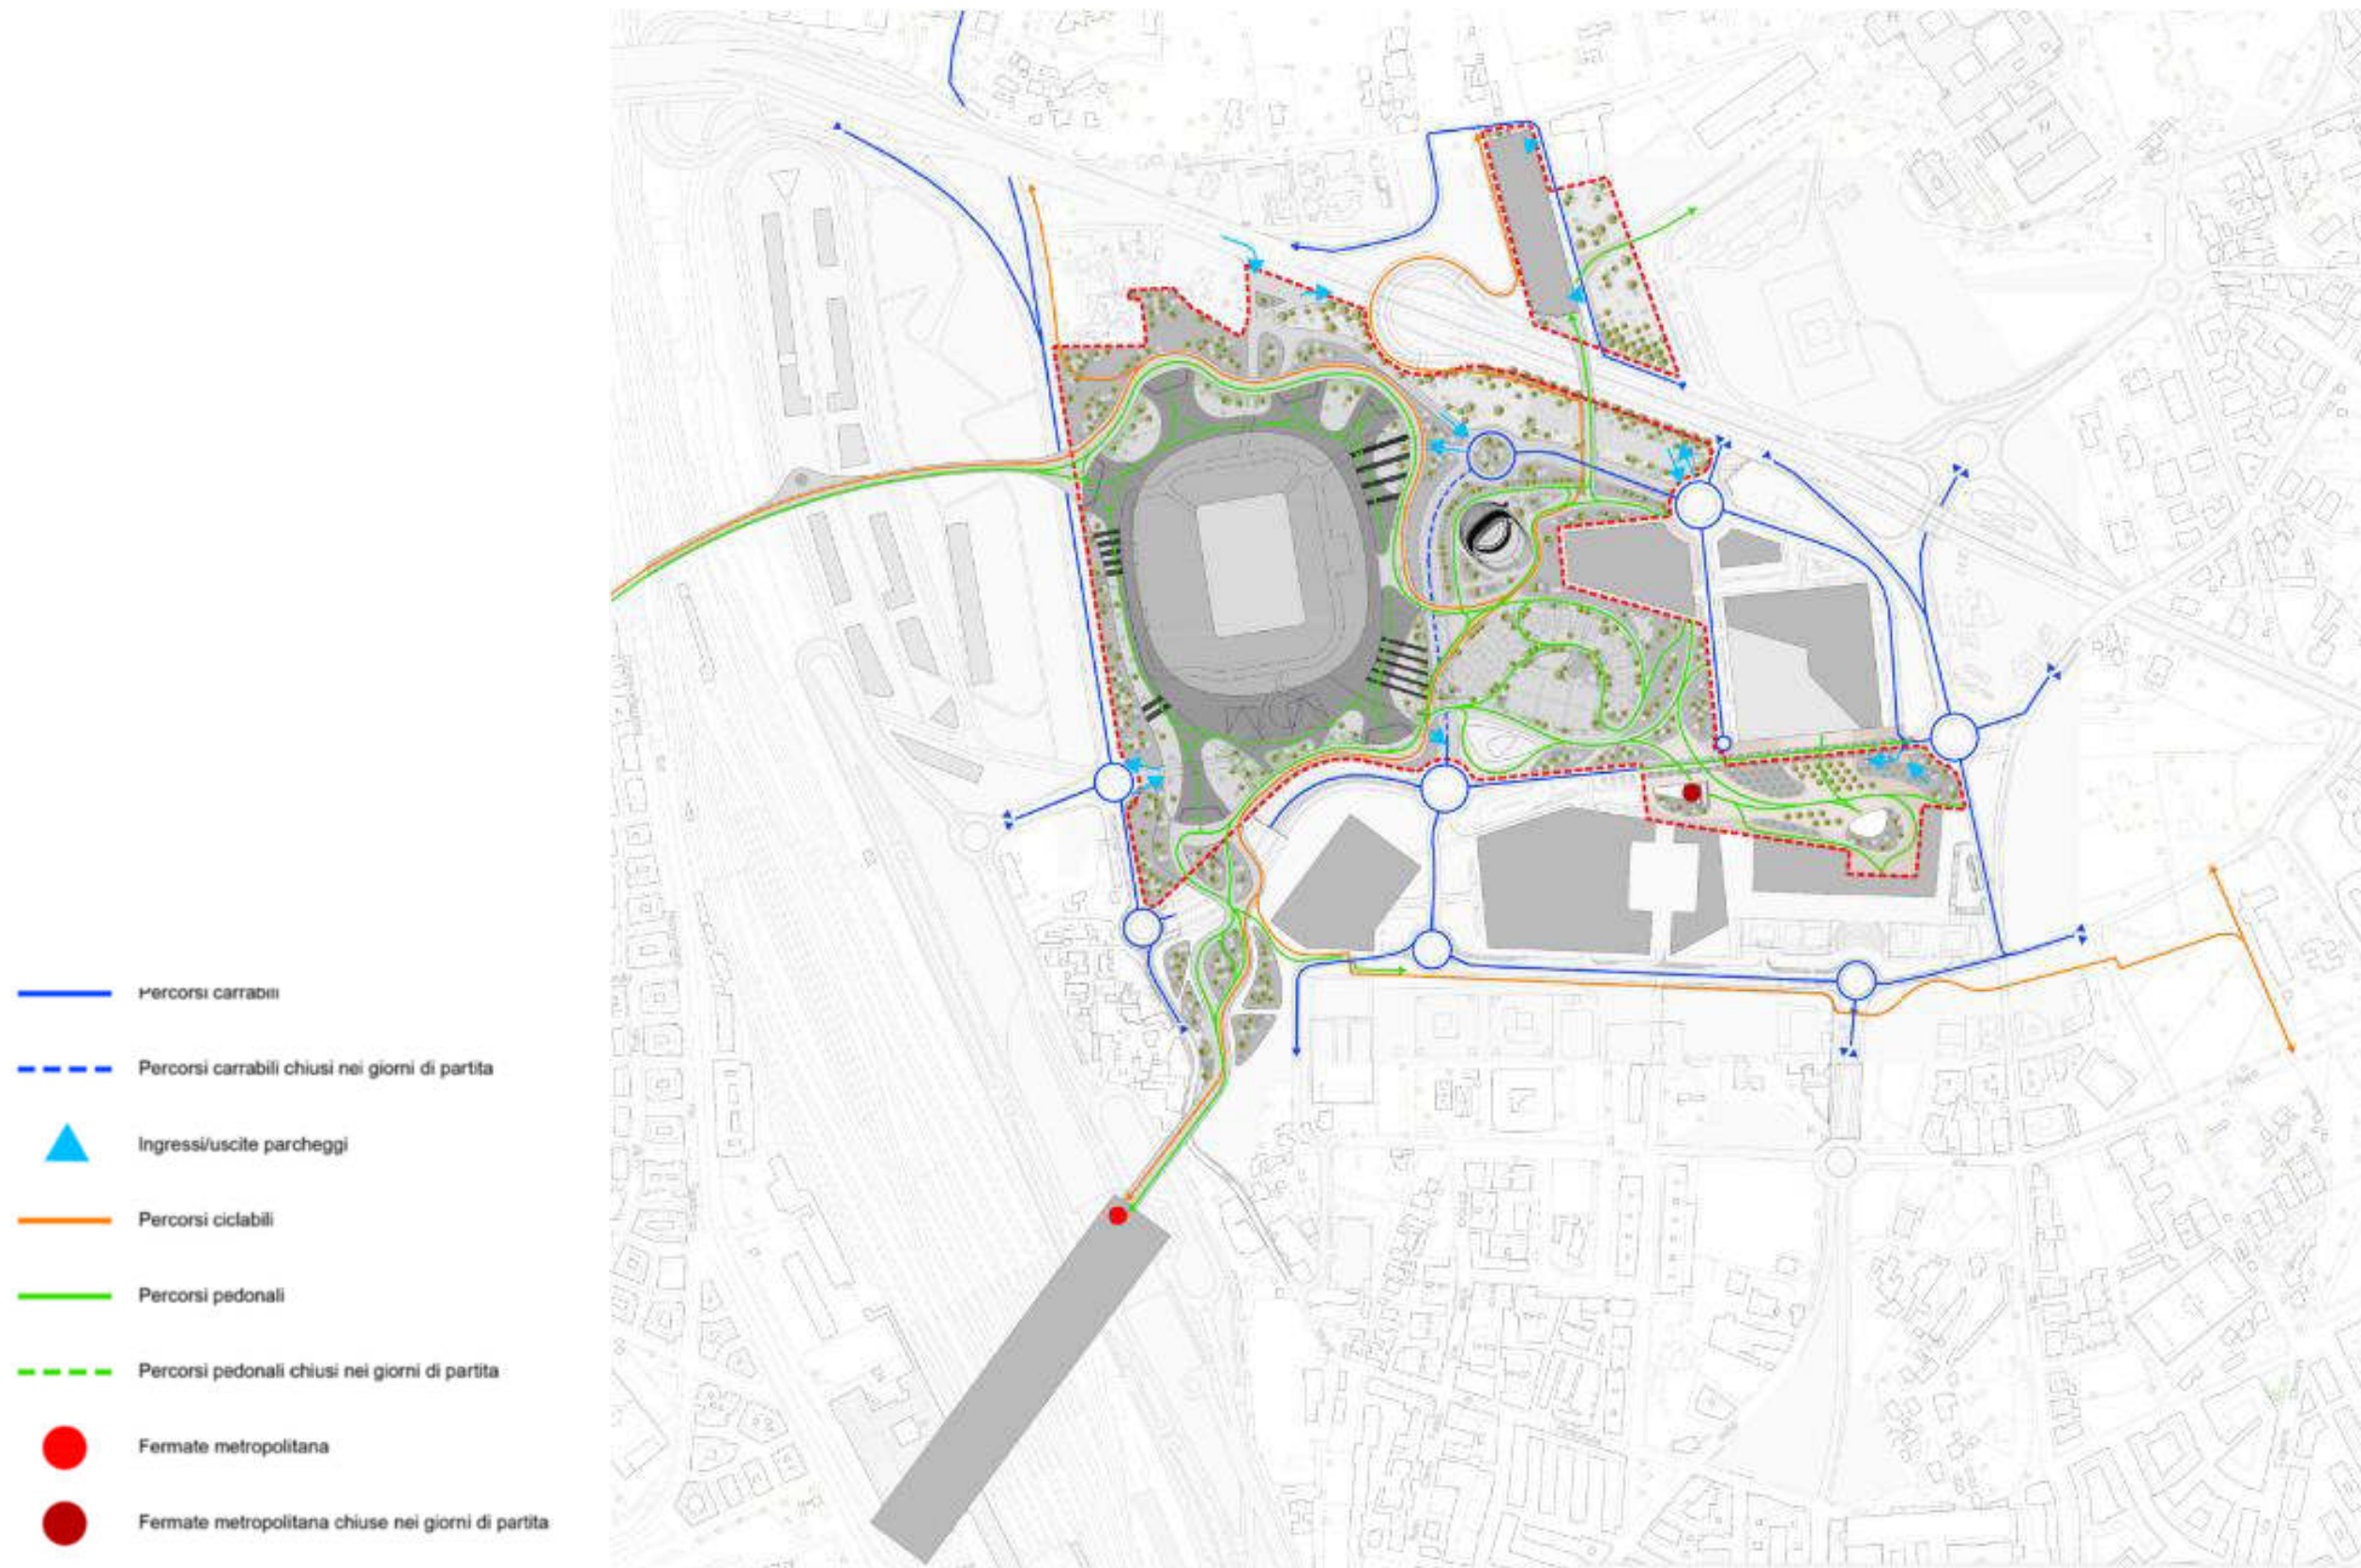 Percorsi carrabili
Percorsi carrabili chiusi nei giorni di partita
Ingressi/uscite parcheggi
Percorsi ciclabili
Percorsi pedonali
Percorsi pedonali chiusi nei giorni di partita
Fermate metropolitana
Fermate metropolitana chiuse nei giorni di partita